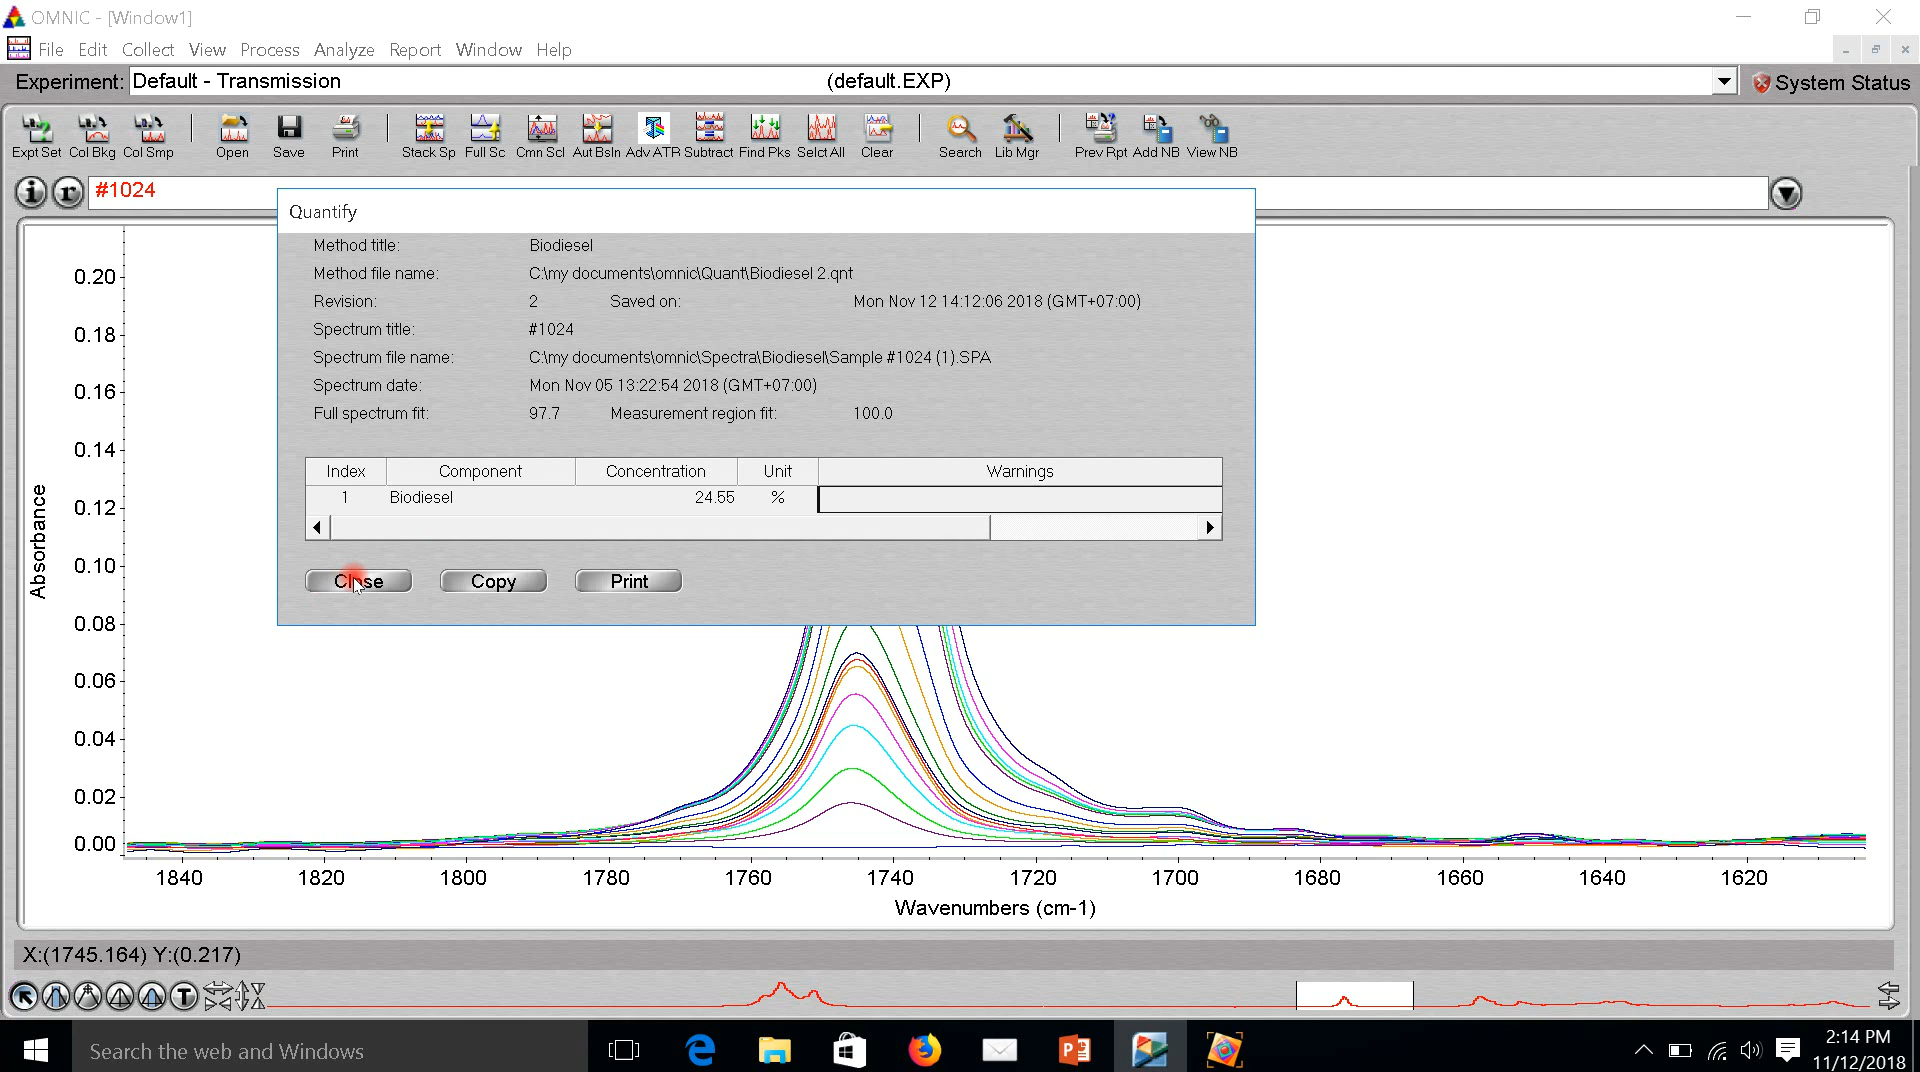 OMNIC - [Window1]
File Edit Collect View Process Analyze Report Window Help
Experiment: Default - Transmission (default.EXP) System Status
Expt Set Col Bkg Col Smp Open Save Print Stack Sp Full Sc Cmn Scl Aut Bsln Adv ATR Subtract Find Pks Selct All Clear Search Lib Mgr Prev Rpt Add NB View NB
i r #1024
Quantify
Method title: Biodiesel
Method file name: C:\my documents\omnic\Quant\Biodiesel 2.qnt
Revision: 2 Saved on: Mon Nov 12 14:12:06 2018 (GMT+07:00)
Spectrum title: #1024
Spectrum file name: C:\my documents\omnic\Spectra\Biodiesel\Sample #1024 (1).SPA
Spectrum date: Mon Nov 05 13:22:54 2018 (GMT+07:00)
Full spectrum fit: 97.7 Measurement region fit: 100.0
Index Component Concentration Unit Warnings
1 Biodiesel 24.55 %
Close Copy Print
Absorbance
0.20
0.18
0.16
0.14
0.12
0.10
0.08
0.06
0.04
0.02
0.00
1840 1820 1800 1780 1760 1740 1720 1700 1680 1660 1640 1620
Wavenumbers (cm-1)
X:(1745.164) Y:(0.217)
T
Search the web and Windows
2:14 PM
11/12/2018